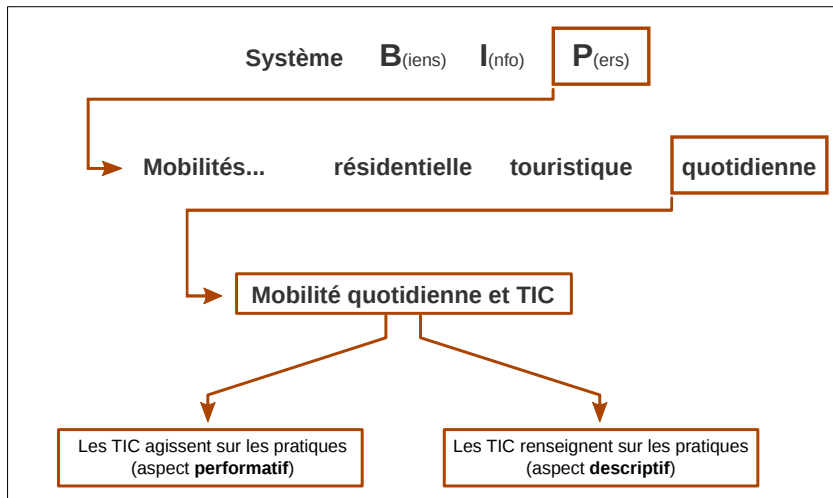 Système B(iens) I(nfo) P(ers)
Mobilités... résidentielle touristique quotidienne
Mobilité quotidienne et TIC
Les TIC agissent sur les pratiques
(aspect performatif)
Les TIC renseignent sur les pratiques
(aspect descriptif)